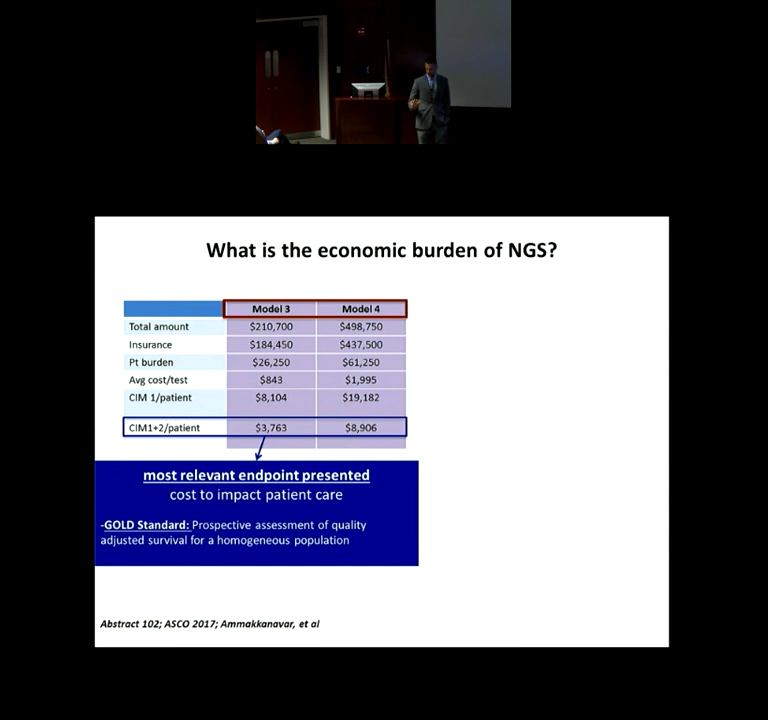 What is the economic burden of NGS?
Model 3 Model 4
Total amount $210,700 $498,750
Insurance $184,450 $437,500
Pt burden $26,250 $61,250
Avg cost/test $843 $1,995
CIM 1/patient $8,104 $19,182
CIM1+2/patient $3,763 $8,906
most relevant endpoint presented
cost to impact patient care
-GOLD Standard: Prospective assessment of quality
adjusted survival for a homogeneous population
Abstract 102; ASCO 2017; Ammakkanavar, et al